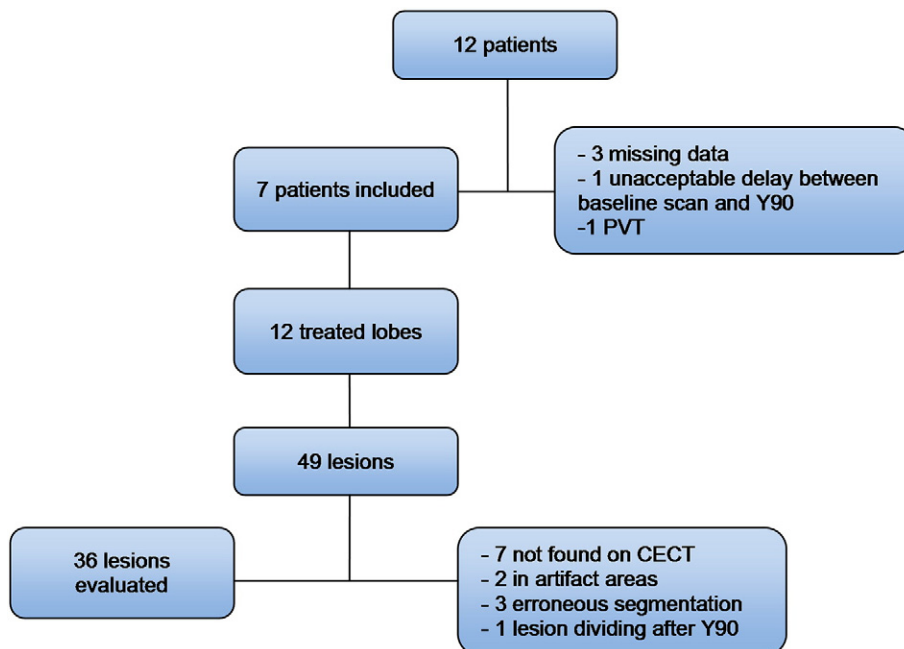 12 patients
7 patients included
- 3 missing data
- 1 unacceptable delay between
baseline scan and Y90
-1 PVT
12 treated lobes
49 lesions
36 lesions
evaluated
- 7 not found on CECT
- 2 in artifact areas
- 3 erroneous segmentation
- 1 lesion dividing after Y90